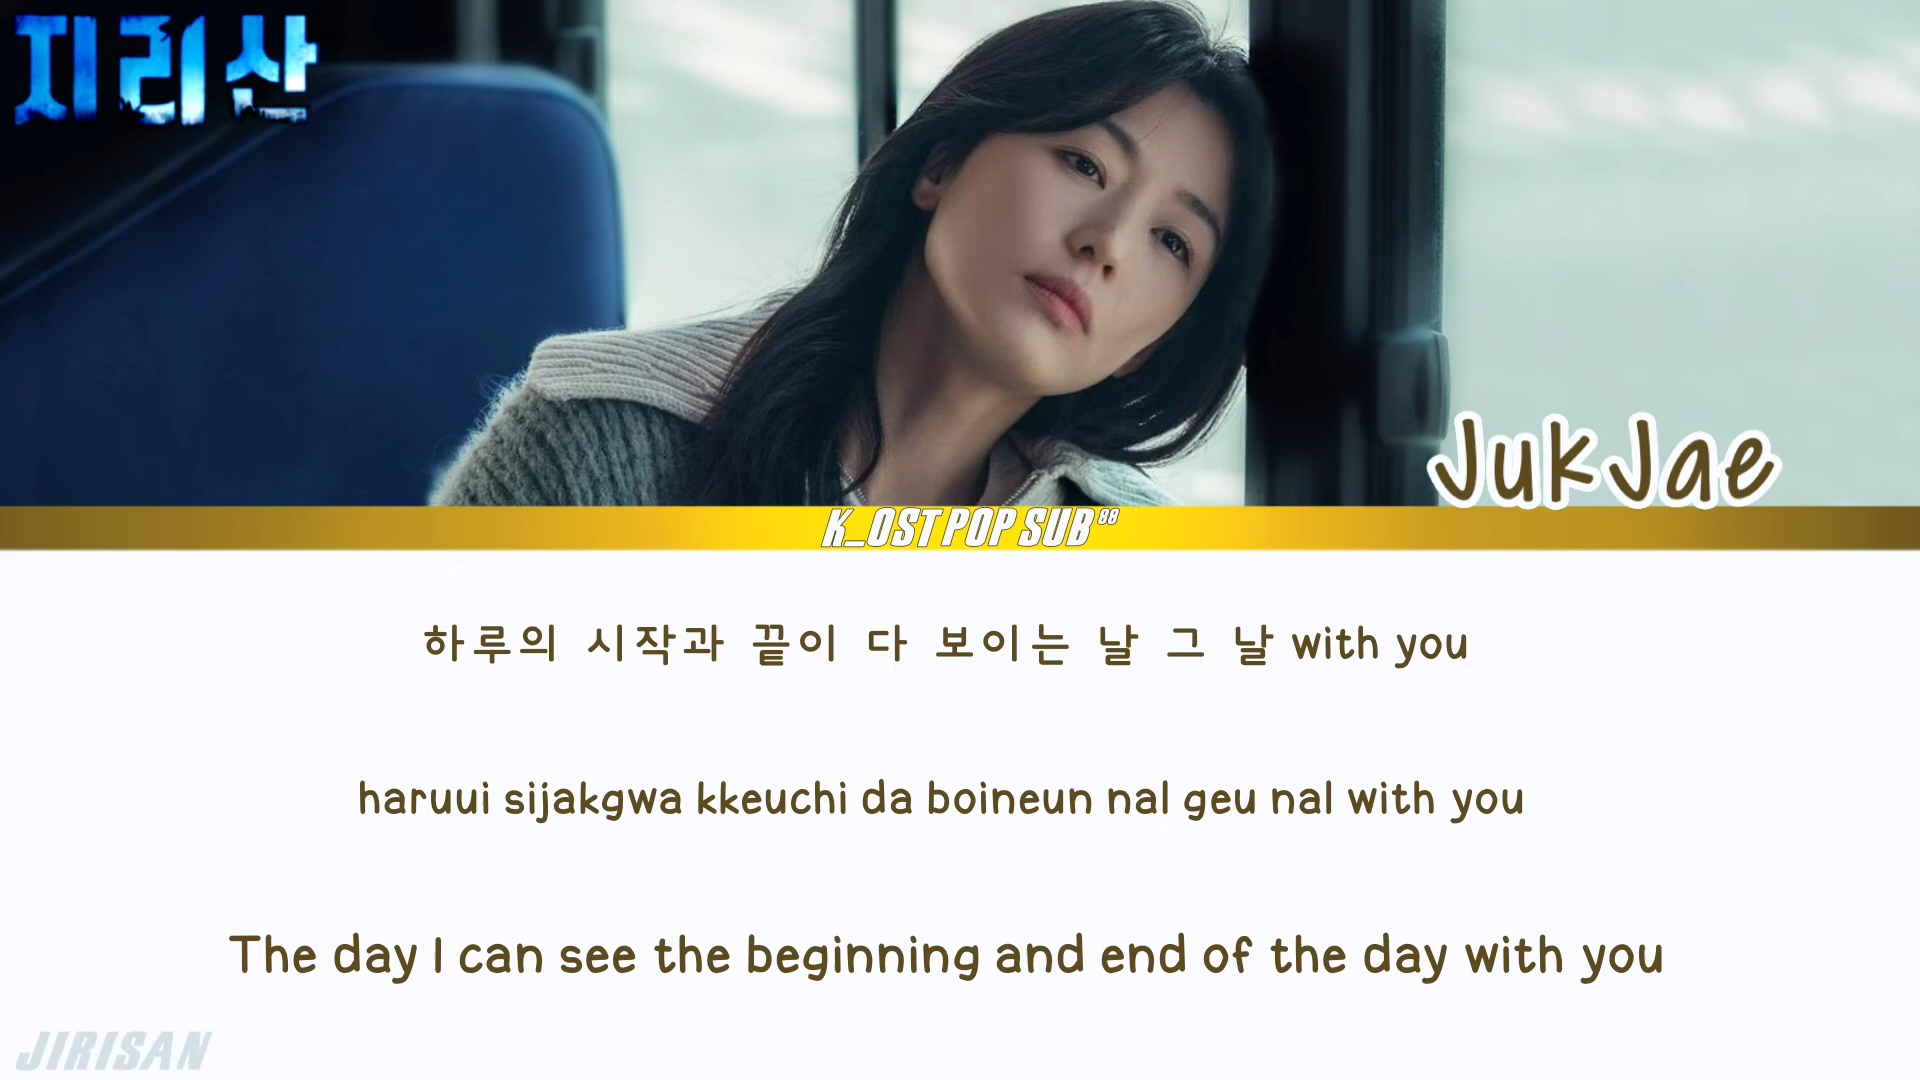 지리산
JukJae
K_OST POP SUB 88
하루의 시작과 끝이 다 보이는 날 그 날 with you
haruui sijakgwa kkeuchi da boineun nal geu nal with you
The day I can see the beginning and end of the day with you
JIRISAN